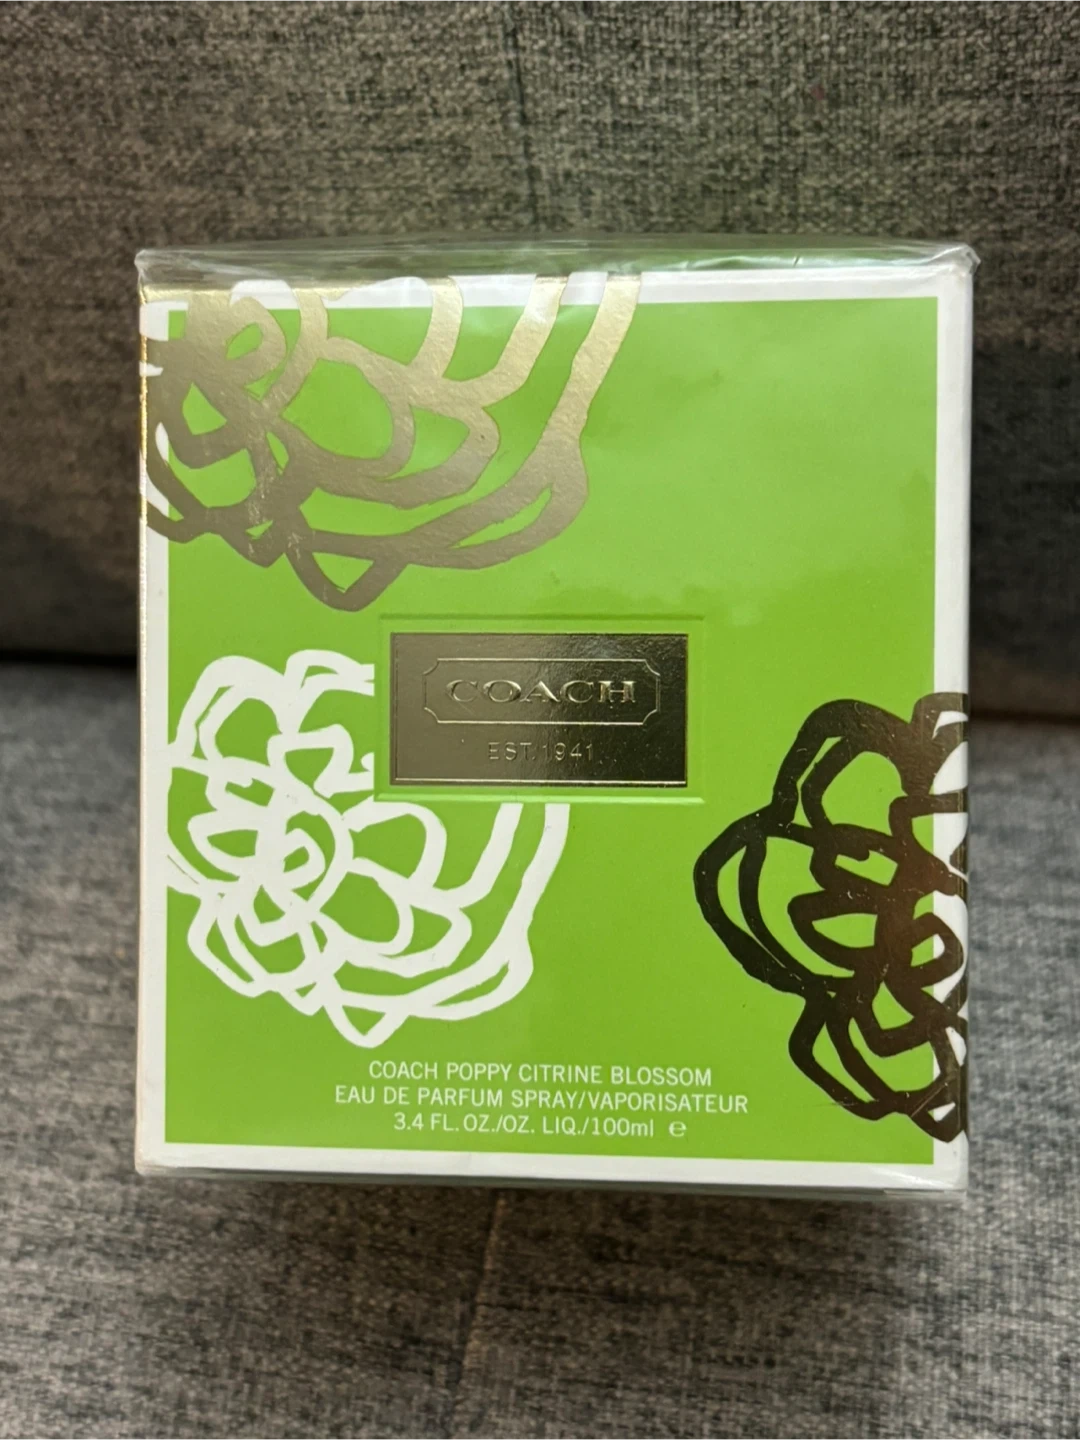 COACH
EST. 1941
COACH POPPY CITRINE BLOSSOM
EAU DE PARFUM SPRAY/VAPORISATEUR
3.4 FL. OZ./OZ. LIQ./100ml ℮